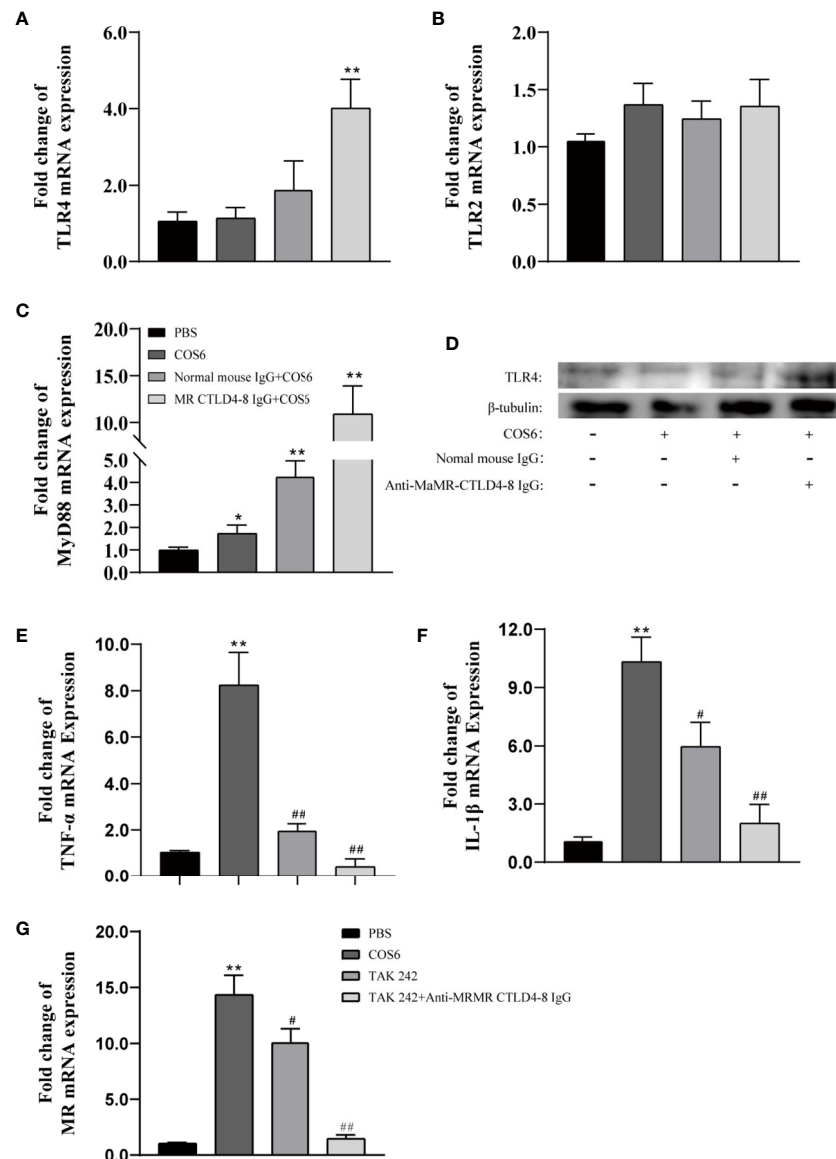 A
Fold change of
TLR4 mRNA expression
6.0
4.0
2.0
0.0
**
B
Fold change of
TLR2 mRNA expression
2.0
1.5
1.0
0.5
0.0
C
Fold change of
MyD88 mRNA expression
20.0
15.0
10.0
5.0
4.0
3.0
2.0
1.0
0.0
PBS
COS6
Normal mouse IgG+COS6
MR CTLD4-8 IgG+COS6
*
**
**
D
TLR4:
β-tubulin:
COS6: - + + +
Nomal mouse IgG: - - + -
Anti-MaMR-CTLD4-8 IgG: - - - +
E
Fold change of
TNF-α mRNA Expression
10.0
8.0
6.0
4.0
2.0
0.0
**
##
##
F
Fold change of
IL-1β mRNA Expression
12.0
9.0
6.0
3.0
0.0
**
#
##
G
Fold change of
MR mRNA expression
20.0
15.0
10.0
5.0
0.0
**
#
##
PBS
COS6
TAK 242
TAK 242+Anti-MRMR CTLD4-8 IgG